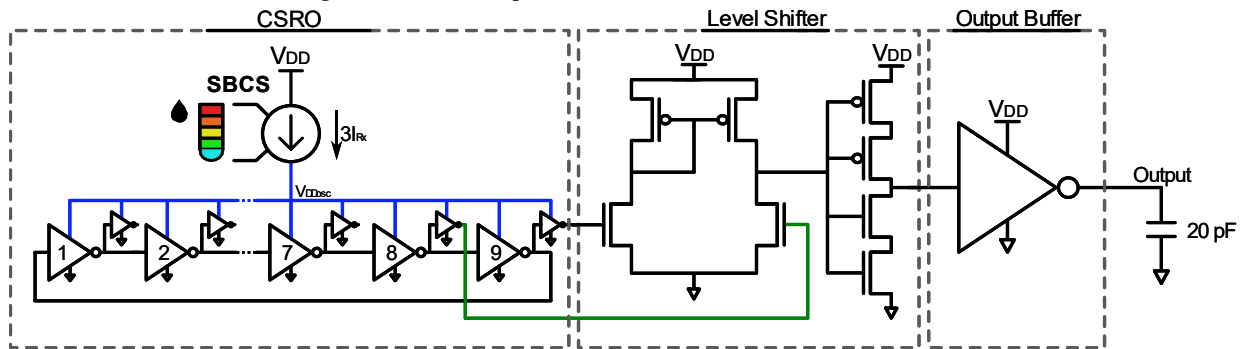 CSRO
Level Shifter
Output Buffer
VDD
SBCS
3IRx
VDDosc
1
2
7
8
9
VDD
VDD
VDD
Output
20 pF